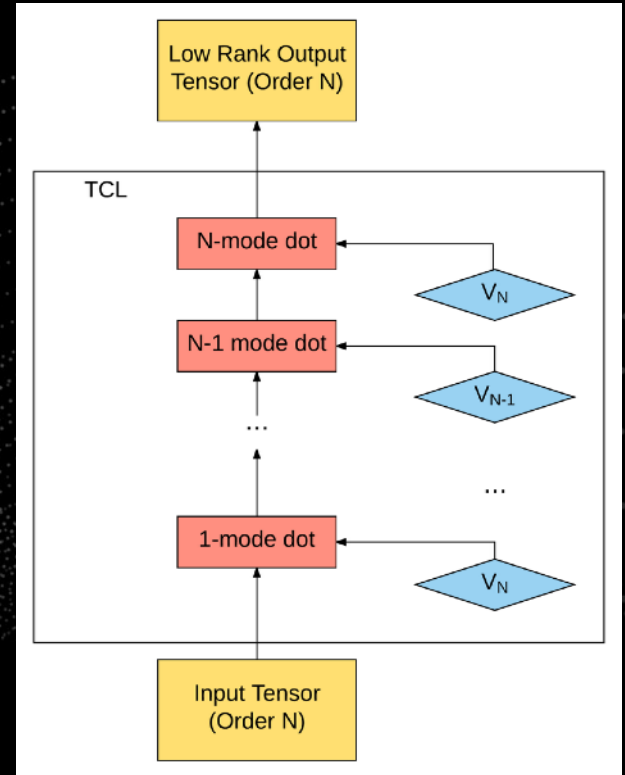 Low Rank Output
Tensor (Order N)
TCL
N-mode dot
V_N
N-1 mode dot
V_{N-1}
...
...
1-mode dot
V_N
Input Tensor
(Order N)